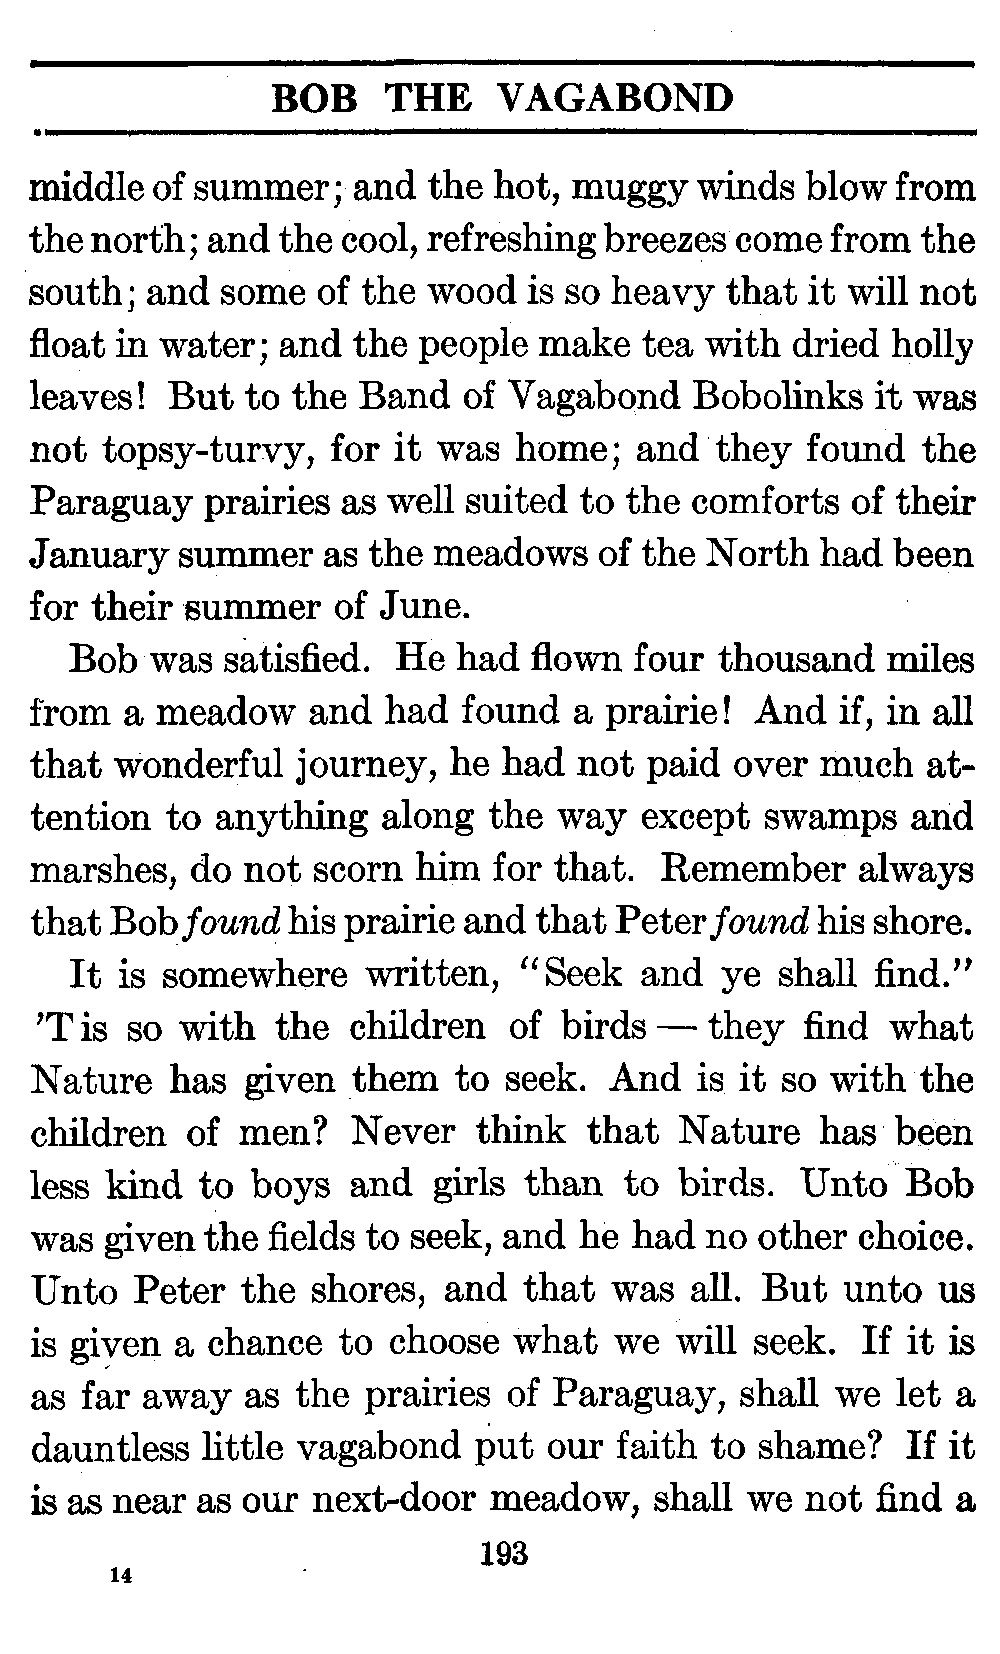 BOB THE VAGABOND
middle of summer; and the hot, muggy winds blow from
the north; and the cool, refreshing breezes come from the
south; and some of the wood is so heavy that it will not
float in water; and the people make tea with dried holly
leaves! But to the Band of Vagabond Bobolinks it was
not topsy-turvy, for it was home; and they found the
Paraguay prairies as well suited to the comforts of their
January summer as the meadows of the North had been
for their summer of June.
Bob was satisfied. He had flown four thousand miles
from a meadow and had found a prairie! And if, in all
that wonderful journey, he had not paid over much at-
tention to anything along the way except swamps and
marshes, do not scorn him for that. Remember always
that Bob found his prairie and that Peter found his shore.
It is somewhere written, "Seek and ye shall find."
'Tis so with the children of birds — they find what
Nature has given them to seek. And is it so with the
children of men? Never think that Nature has been
less kind to boys and girls than to birds. Unto Bob
was given the fields to seek, and he had no other choice.
Unto Peter the shores, and that was all. But unto us
is given a chance to choose what we will seek. If it is
as far away as the prairies of Paraguay, shall we let a
dauntless little vagabond put our faith to shame? If it
is as near as our next-door meadow, shall we not find a
193
14